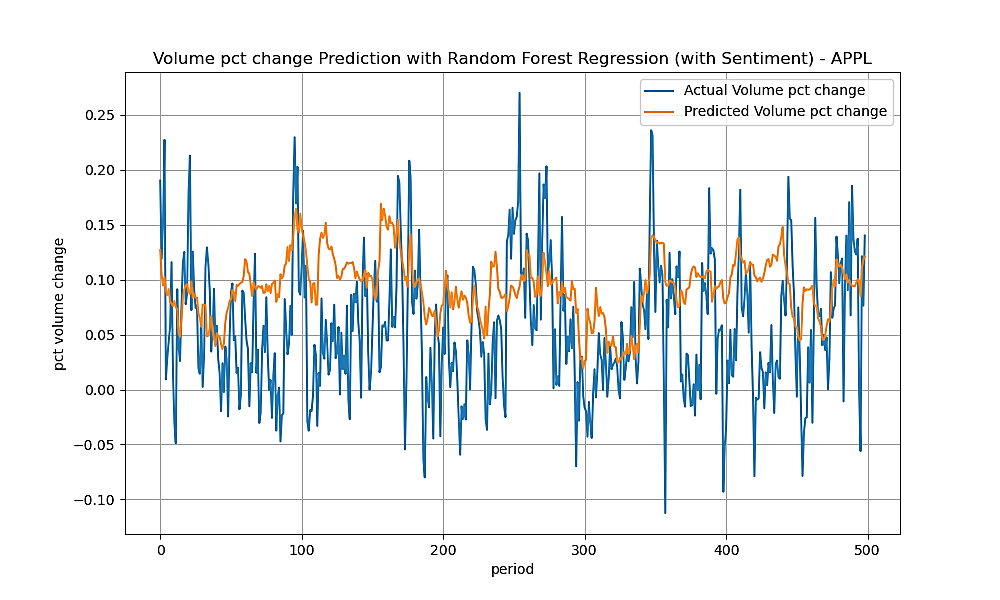 Volume pct change Prediction with Random Forest Regression (with Sentiment) - APPL
Actual Volume pct change
Predicted Volume pct change
pct volume change
0.25
0.20
0.15
0.10
0.05
0.00
−0.05
−0.10
0 100 200 300 400 500
period